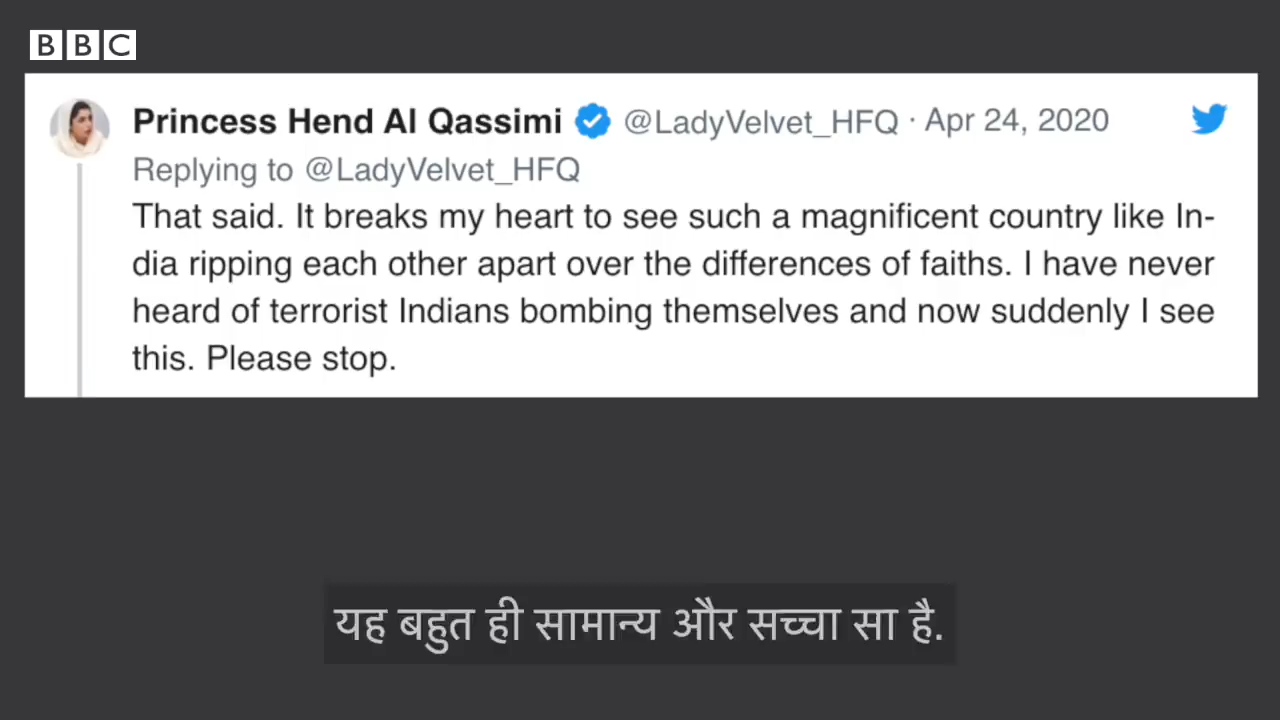 BBC
Princess Hend Al Qassimi @LadyVelvet_HFQ · Apr 24, 2020
Replying to @LadyVelvet_HFQ
That said. It breaks my heart to see such a magnificent country like In-
dia ripping each other apart over the differences of faiths. I have never
heard of terrorist Indians bombing themselves and now suddenly I see
this. Please stop.
यह बहुत ही सामान्य और सच्चा सा है.